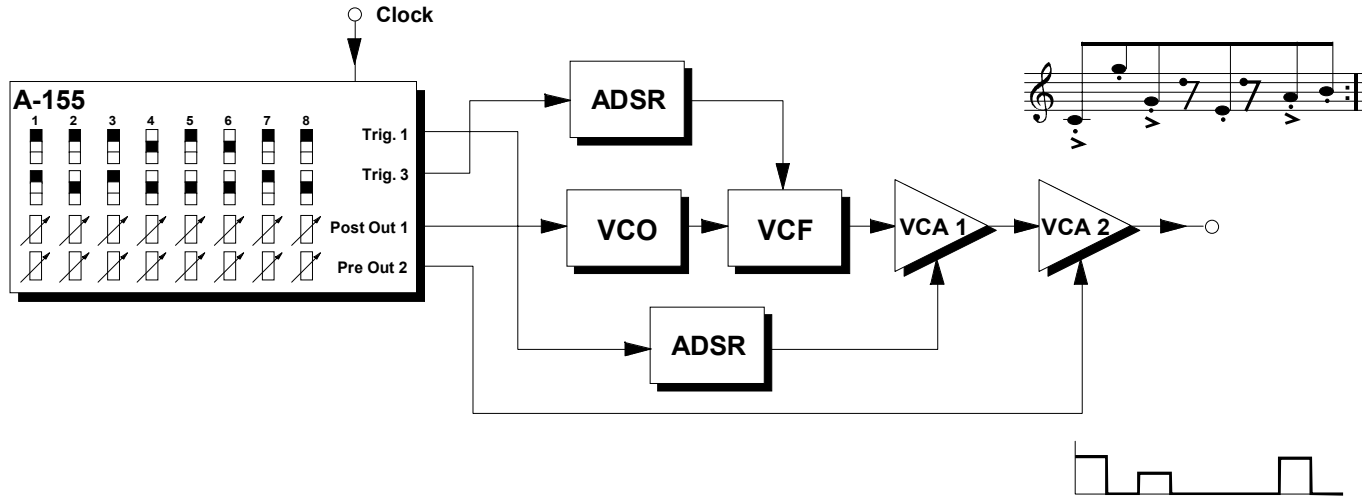 Clock
A-155
1 2 3 4 5 6 7 8
Trig. 1
Trig. 3
Post Out 1
Pre Out 2
ADSR
VCO
VCF
VCA 1
VCA 2
ADSR